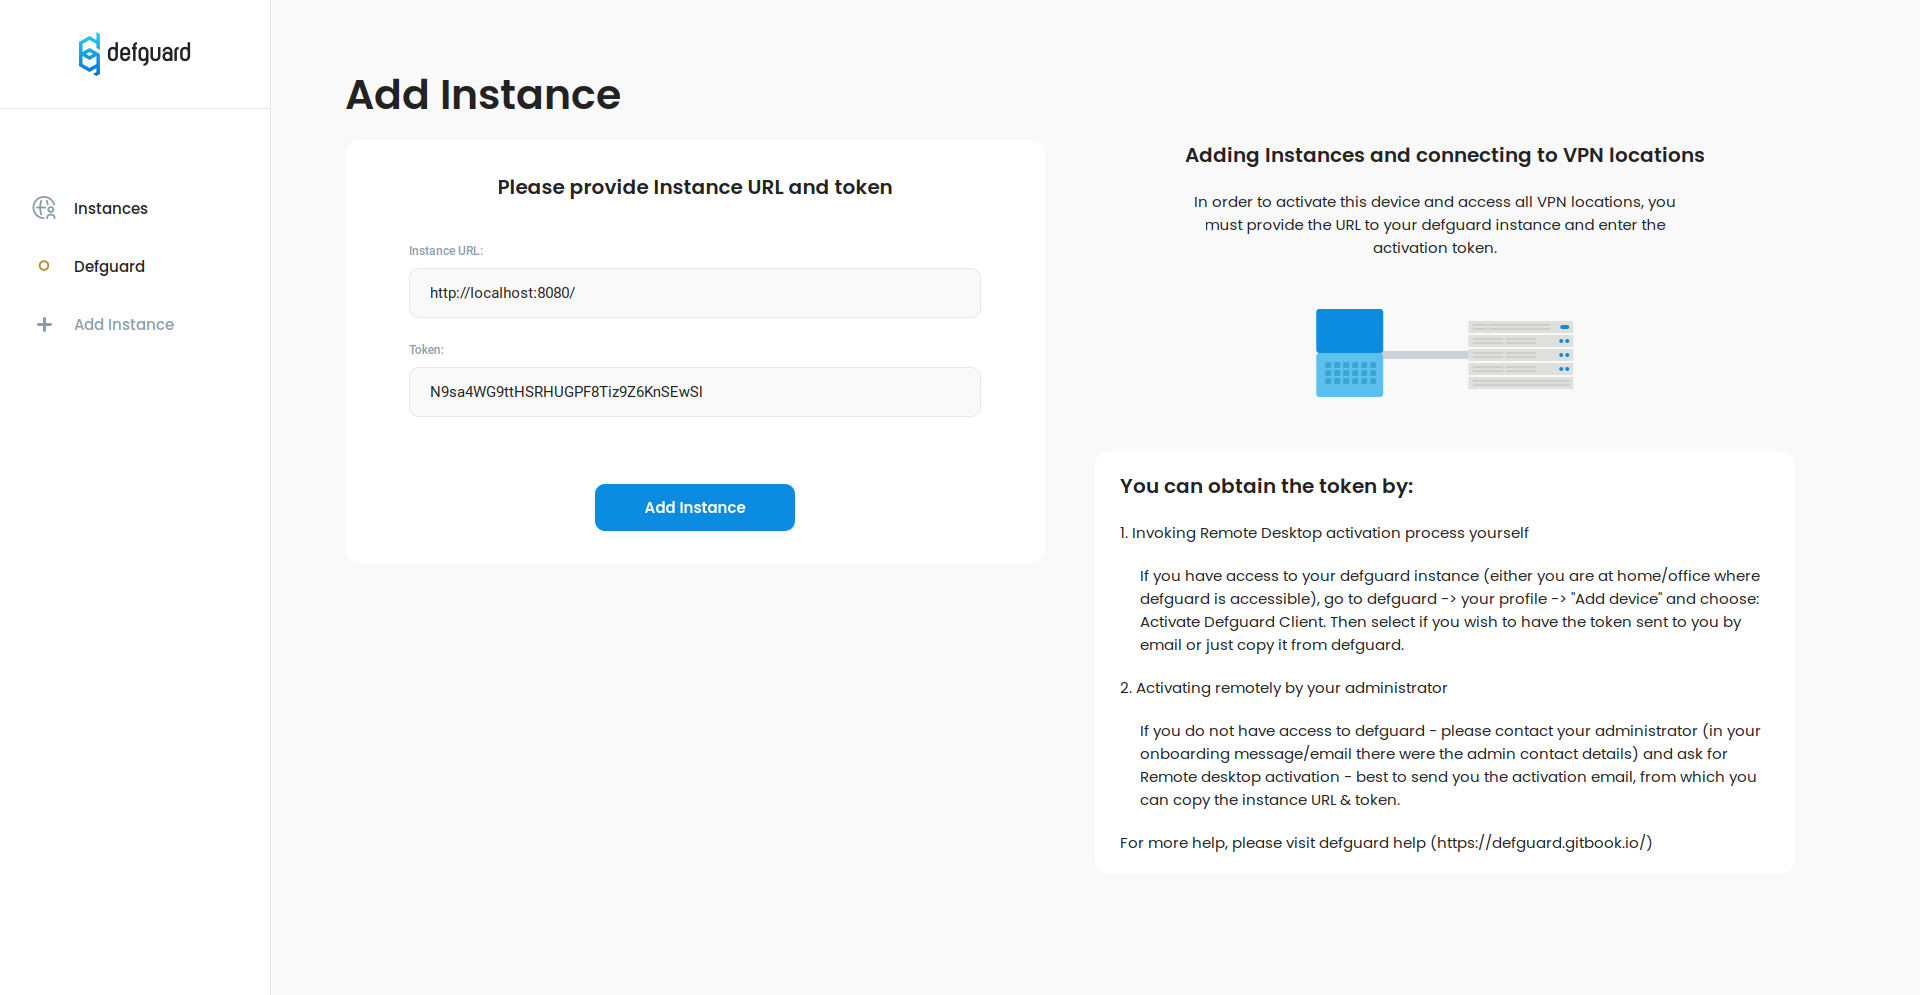 defguard
Instances
Defguard
Add Instance
Add Instance
Please provide Instance URL and token
Instance URL:
http://localhost:8080/
Token:
N9sa4WG9ttHSRHUGPF8Tiz9Z6KnSEwSI
Add Instance
Adding Instances and connecting to VPN locations
In order to activate this device and access all VPN locations, you
must provide the URL to your defguard instance and enter the
activation token.
You can obtain the token by:
1. Invoking Remote Desktop activation process yourself
If you have access to your defguard instance (either you are at home/office where
defguard is accessible), go to defguard -> your profile -> "Add device" and choose:
Activate Defguard Client. Then select if you wish to have the token sent to you by
email or just copy it from defguard.
2. Activating remotely by your administrator
If you do not have access to defguard - please contact your administrator (in your
onboarding message/email there were the admin contact details) and ask for
Remote desktop activation - best to send you the activation email, from which you
can copy the instance URL & token.
For more help, please visit defguard help (https://defguard.gitbook.io/)